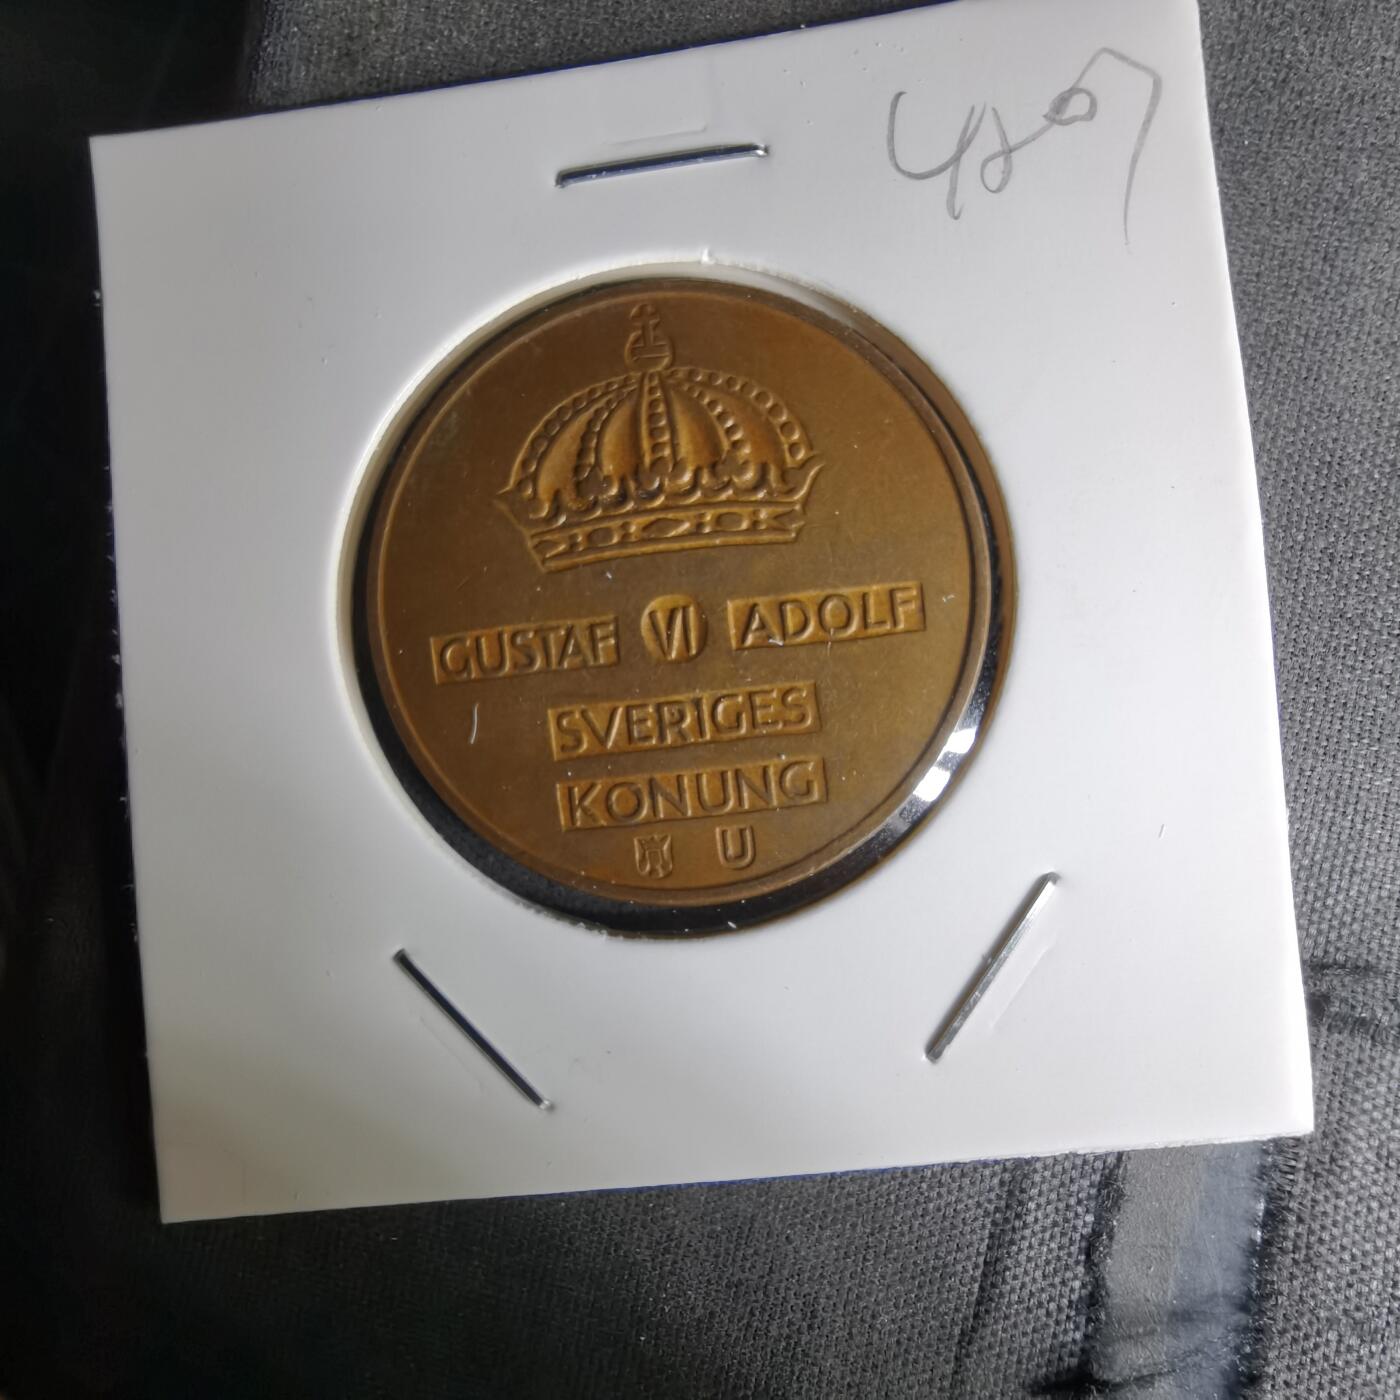 GUSTAF VI ADOLF
SVERIGES
KONUNG
U